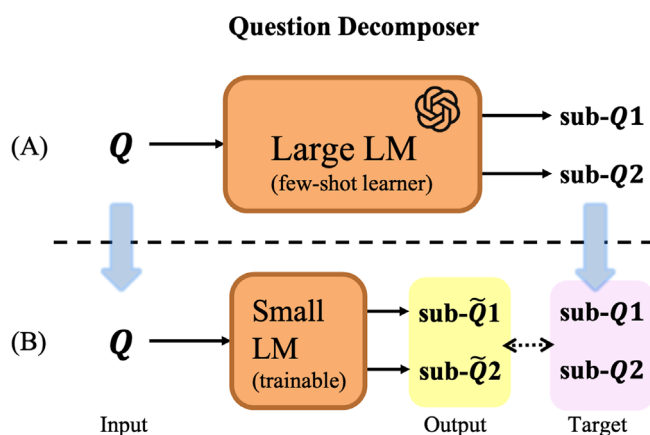 Question Decomposer
(A)
Q
Large LM
(few-shot learner)
sub-Q1
sub-Q2
(B)
Q
Small
LM
(trainable)
sub-Q̃1
sub-Q̃2
sub-Q1
sub-Q2
Input
Output
Target